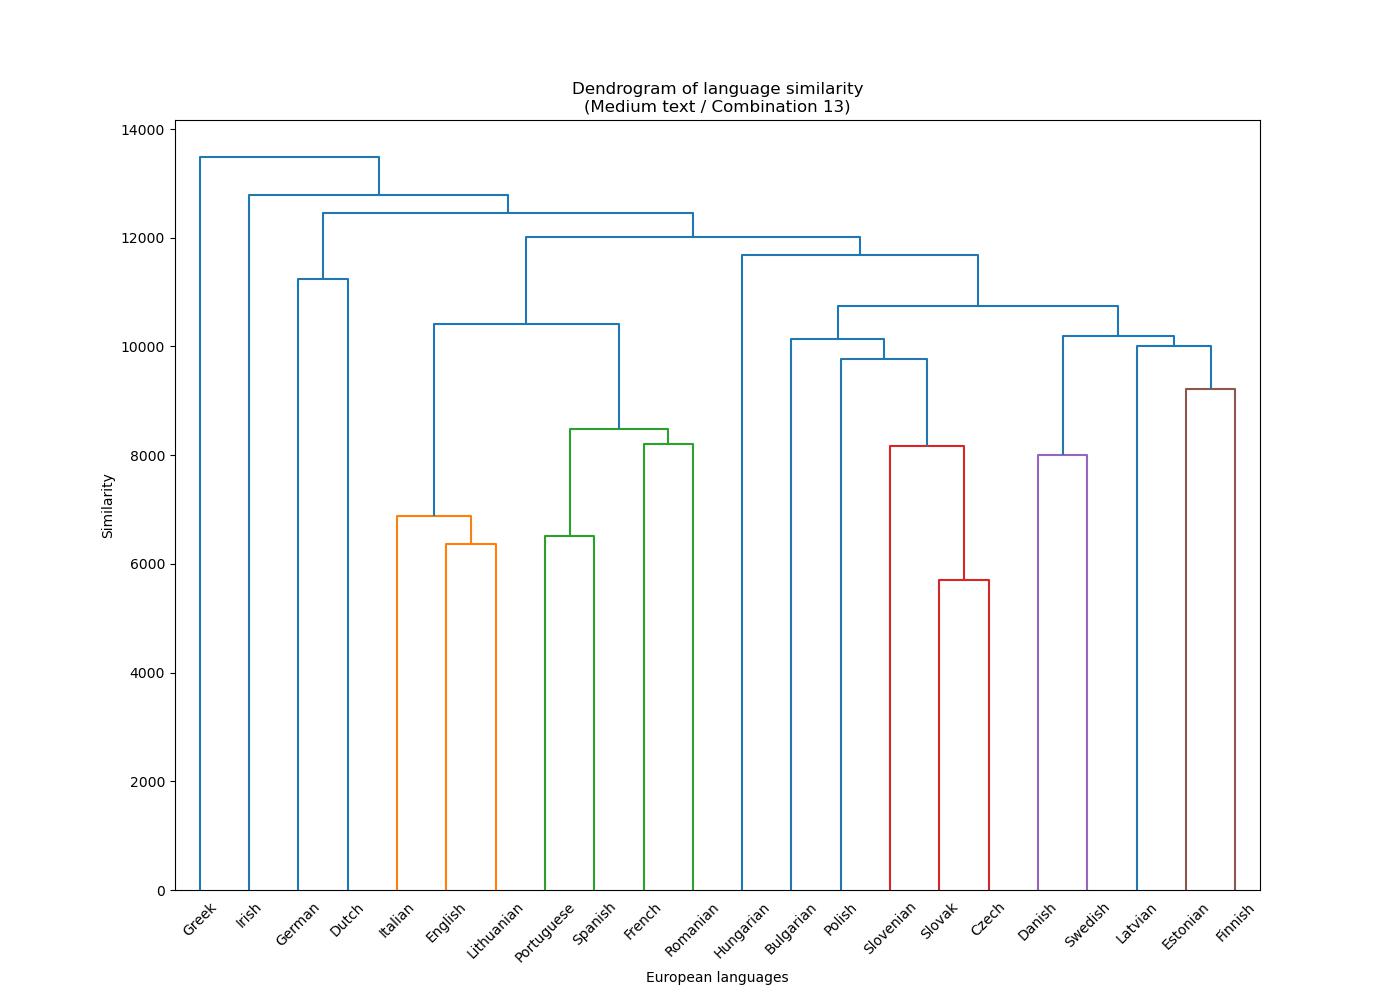 Dendrogram of language similarity
(Medium text / Combination 13)
14000
12000
10000
8000
6000
4000
2000
0
Similarity
Greek
Irish
German
Dutch
Italian
English
Lithuanian
Portuguese
Spanish
French
Romanian
Hungarian
Bulgarian
Polish
Slovenian
Slovak
Czech
Danish
Swedish
Latvian
Estonian
Finnish
European languages